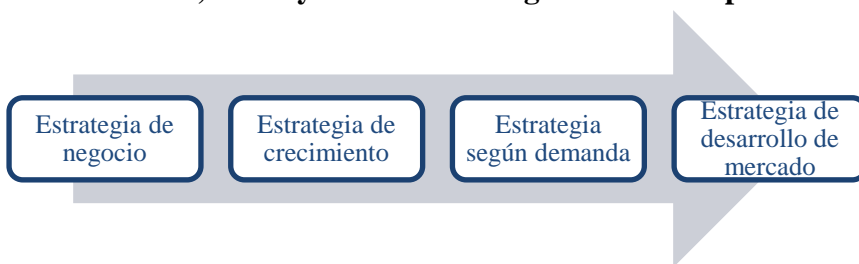 Estrategia de
negocio
Estrategia de
crecimiento
Estrategia
según demanda
Estrategia de
desarrollo de
mercado